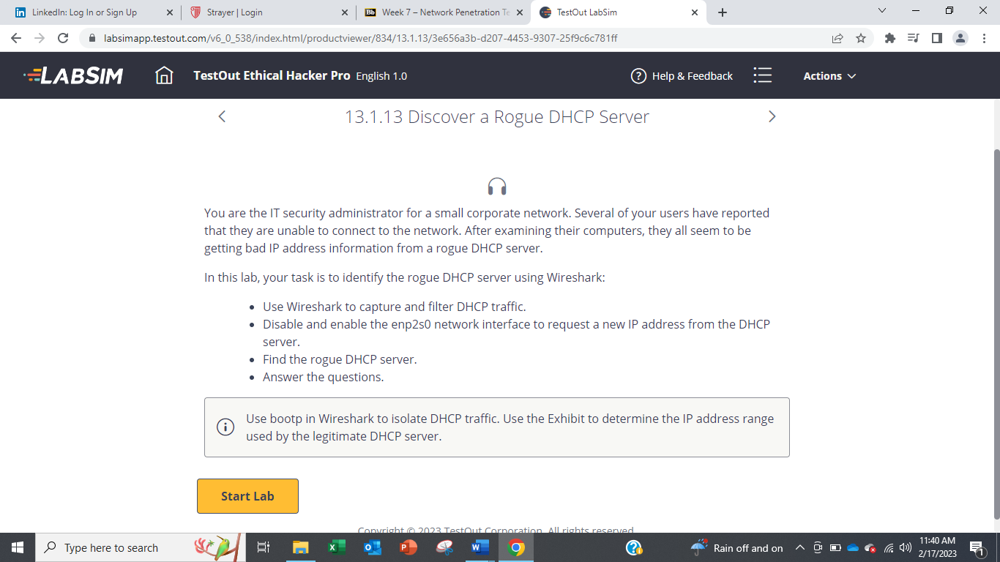 LinkedIn: Log In or Sign Up
Strayer | Login
Bb Week 7 – Network Penetration Te
TestOut LabSim
labsimapp.testout.com/v6_0_538/index.html/productviewer/834/13.1.13/3e656a3b-d207-4453-9307-25f9c6c781ff
LABSIM
TestOut Ethical Hacker Pro English 1.0
Help & Feedback
Actions
13.1.13 Discover a Rogue DHCP Server
You are the IT security administrator for a small corporate network. Several of your users have reported
that they are unable to connect to the network. After examining their computers, they all seem to be
getting bad IP address information from a rogue DHCP server.
In this lab, your task is to identify the rogue DHCP server using Wireshark:
• Use Wireshark to capture and filter DHCP traffic.
• Disable and enable the enp2s0 network interface to request a new IP address from the DHCP
server.
• Find the rogue DHCP server.
• Answer the questions.
Use bootp in Wireshark to isolate DHCP traffic. Use the Exhibit to determine the IP address range
used by the legitimate DHCP server.
Start Lab
Copyright © 2023 TestOut Corporation. All rights reserved.
Type here to search
Rain off and on
11:40 AM
2/17/2023
1